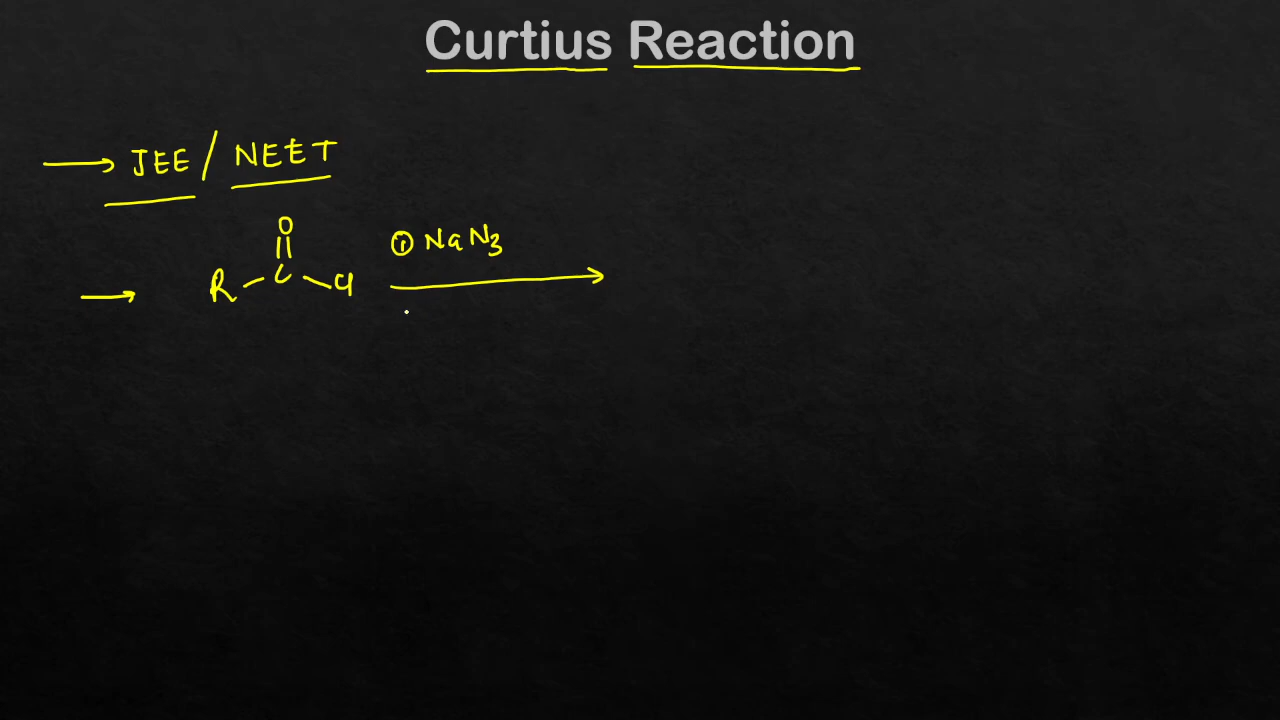 Curtius Reaction
→ JEE / NEET
O
① NaN3
→ R - C - Cl →